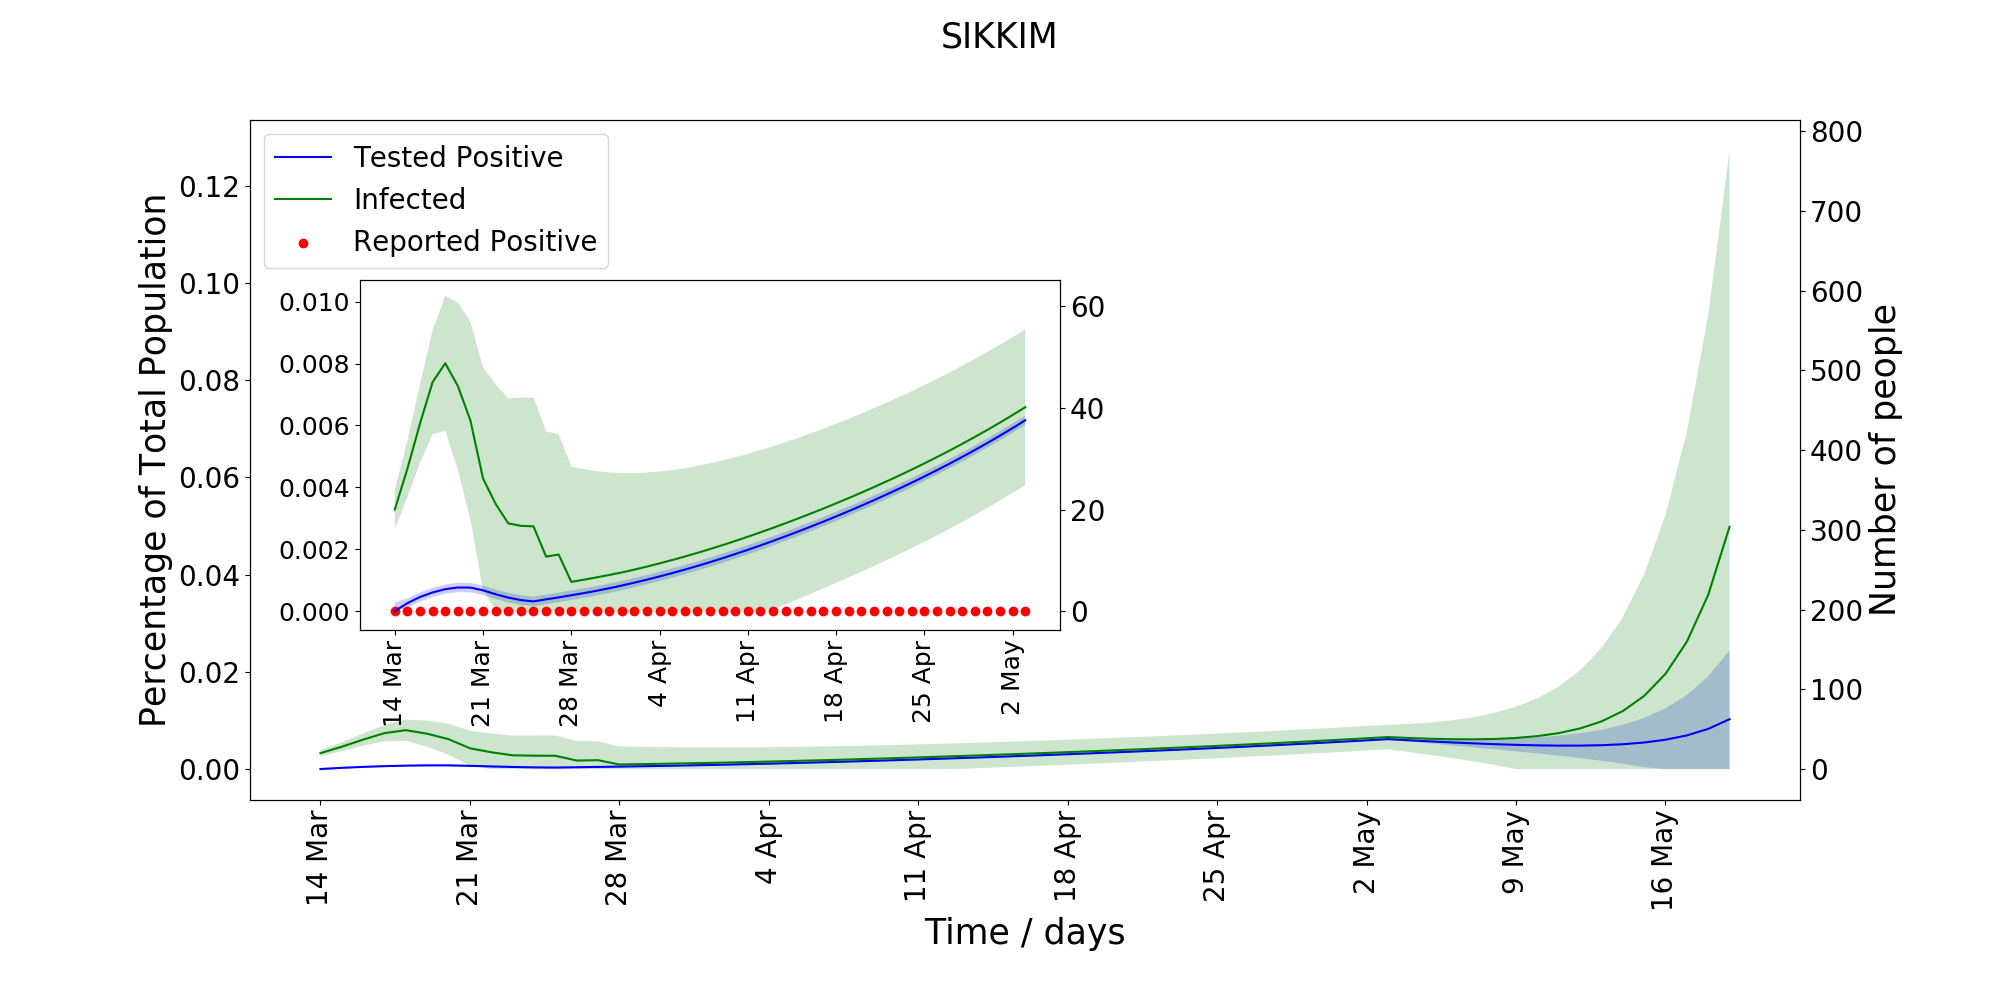 SIKKIM
Tested Positive
Infected
Reported Positive
Percentage of Total Population
0.12
0.10
0.08
0.06
0.04
0.02
0.00
800
700
600
500
400
300
200
100
0
Number of people
0.010
0.008
0.006
0.004
0.002
0.000
60
40
20
0
14 Mar
21 Mar
28 Mar
4 Apr
11 Apr
18 Apr
25 Apr
2 May
14 Mar
21 Mar
28 Mar
4 Apr
11 Apr
18 Apr
25 Apr
2 May
9 May
16 May
Time / days